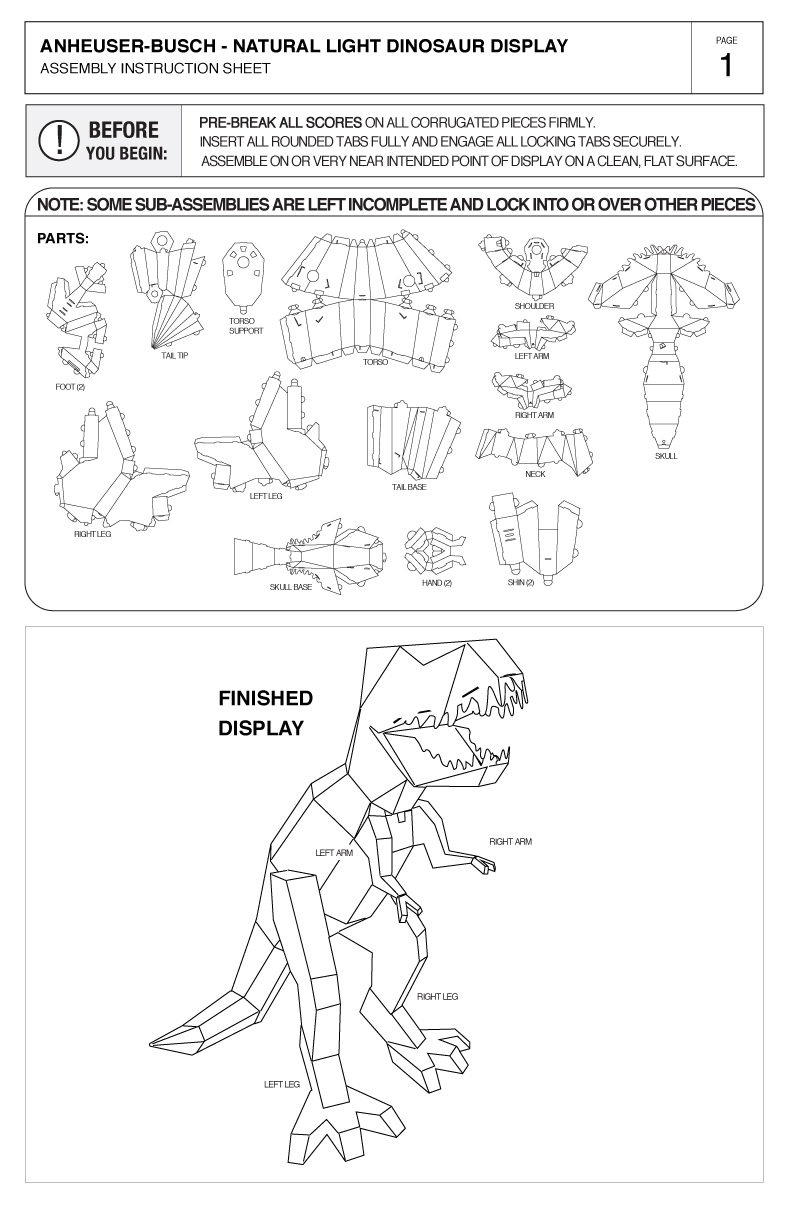 ANHEUSER-BUSCH - NATURAL LIGHT DINOSAUR DISPLAY
ASSEMBLY INSTRUCTION SHEET
PAGE
1
!
BEFORE
YOU BEGIN:
PRE-BREAK ALL SCORES ON ALL CORRUGATED PIECES FIRMLY.
INSERT ALL ROUNDED TABS FULLY AND ENGAGE ALL LOCKING TABS SECURELY.
ASSEMBLE ON OR VERY NEAR INTENDED POINT OF DISPLAY ON A CLEAN, FLAT SURFACE.
NOTE: SOME SUB-ASSEMBLIES ARE LEFT INCOMPLETE AND LOCK INTO OR OVER OTHER PIECES
PARTS:
FOOT (2)
TAIL TIP
TORSO
SUPPORT
TORSO
SHOULDER
LEFT ARM
RIGHT ARM
SKULL
RIGHT LEG
LEFT LEG
TAIL BASE
NECK
SKULL BASE
HAND (2)
SHIN (2)
FINISHED
DISPLAY
LEFT ARM
RIGHT ARM
RIGHT LEG
LEFT LEG